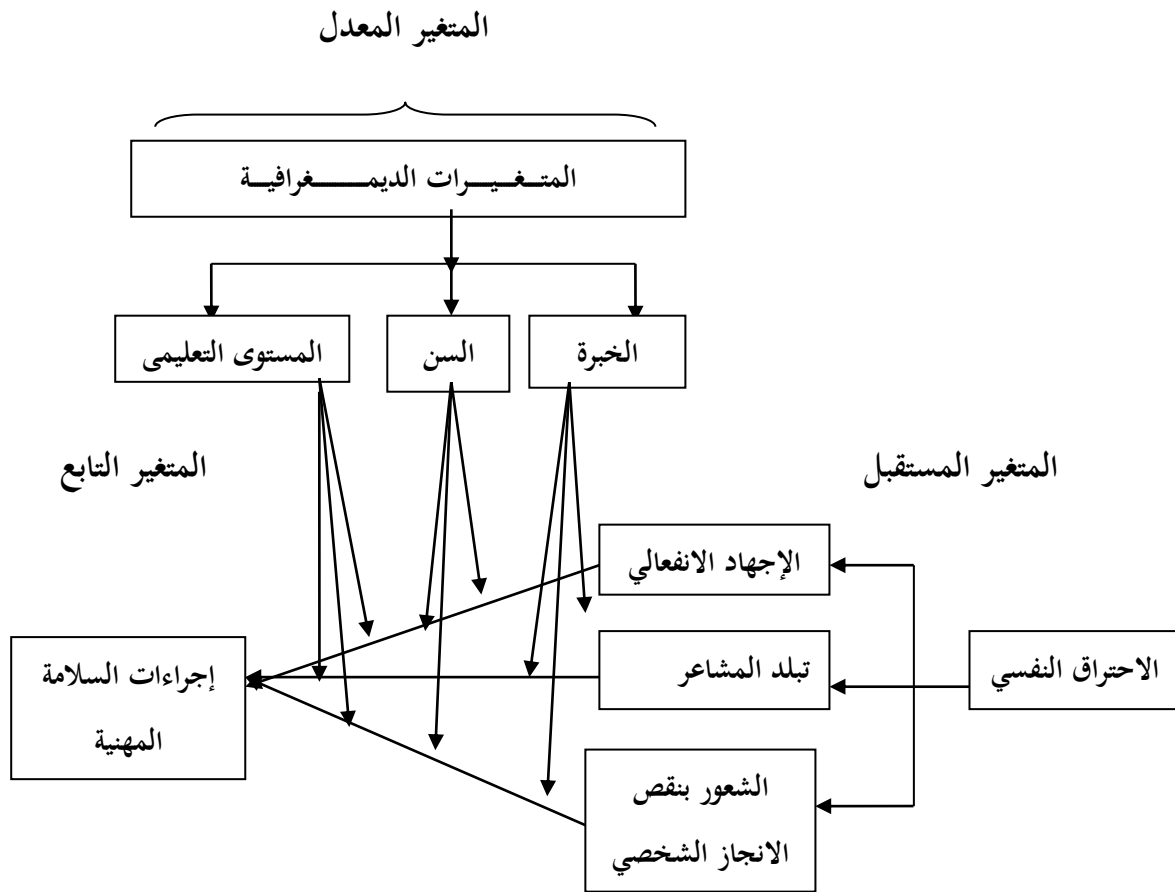 المتغير المعدل
المتغيرات الديمغرافية
الخبرة
السن
المستوى التعليمى
المتغير المستقبل
المتغير التابع
الإجهاد الانفعالي
تبلد المشاعر
الاحتراق النفسي
إجراءات السلامة
المهنية
الشعور بنقص
الانجاز الشخصي